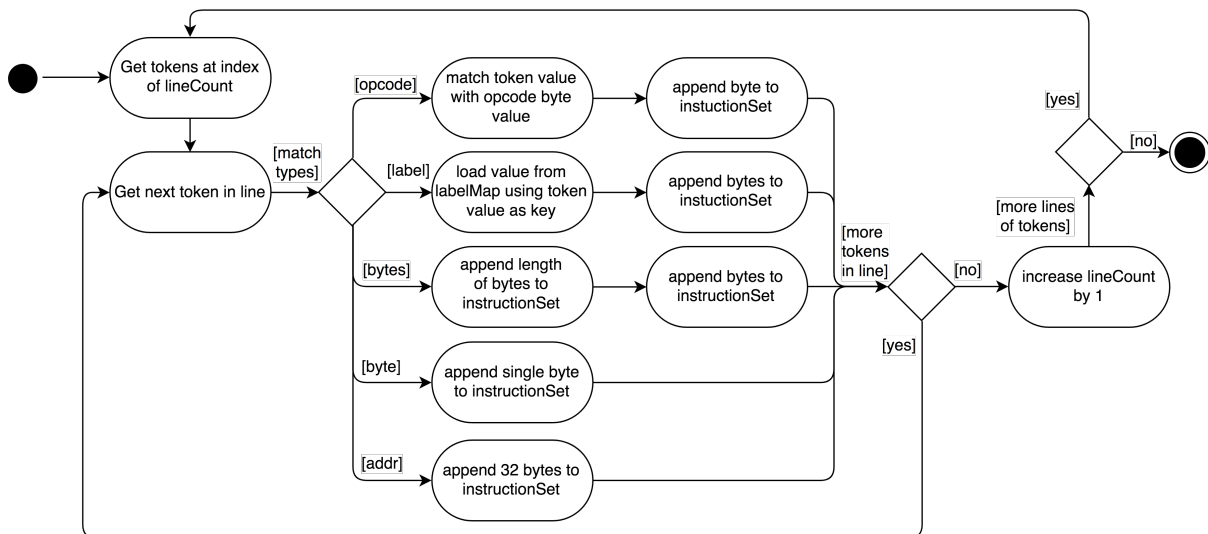 Get tokens at index
of lineCount
Get next token in line
[match
types]
[opcode]
match token value
with opcode byte
value
append byte to
instuctionSet
[label]
load value from
labelMap using token
value as key
append bytes to
instuctionSet
[bytes]
append length
of bytes to
instructionSet
append bytes to
instructionSet
[byte]
append single byte
to instructionSet
[addr]
append 32 bytes to
instructionSet
[more
tokens
in line]
[yes]
[no]
increase lineCount
by 1
[more lines
of tokens]
[yes]
[no]